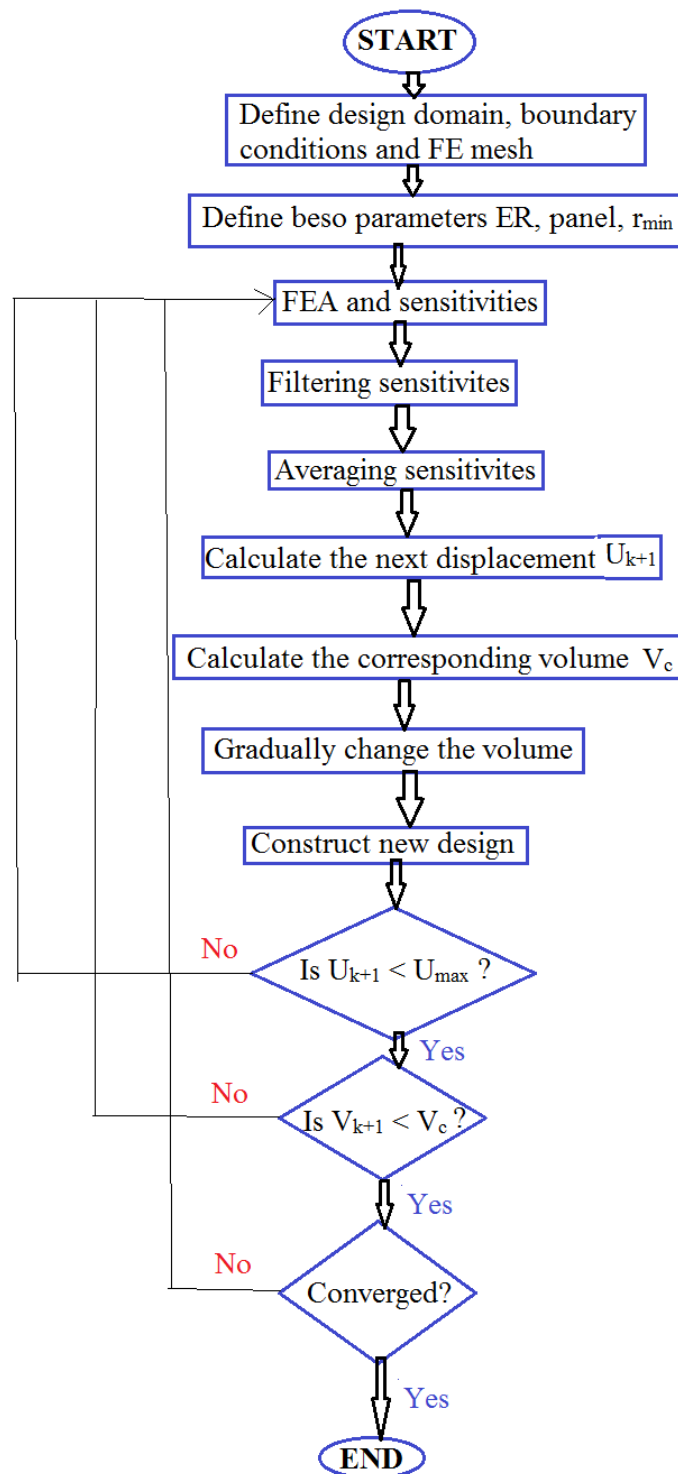 START
Define design domain, boundary
conditions and FE mesh
Define beso parameters ER, panel, rmin
FEA and sensitivities
Filtering sensitivites
Averaging sensitivites
Calculate the next displacement Uk+1
Calculate the corresponding volume Vc
Gradually change the volume
Construct new design
No
Is Uk+1 < Umax ?
Yes
No
Is Vk+1 < Vc ?
Yes
No
Converged?
Yes
END